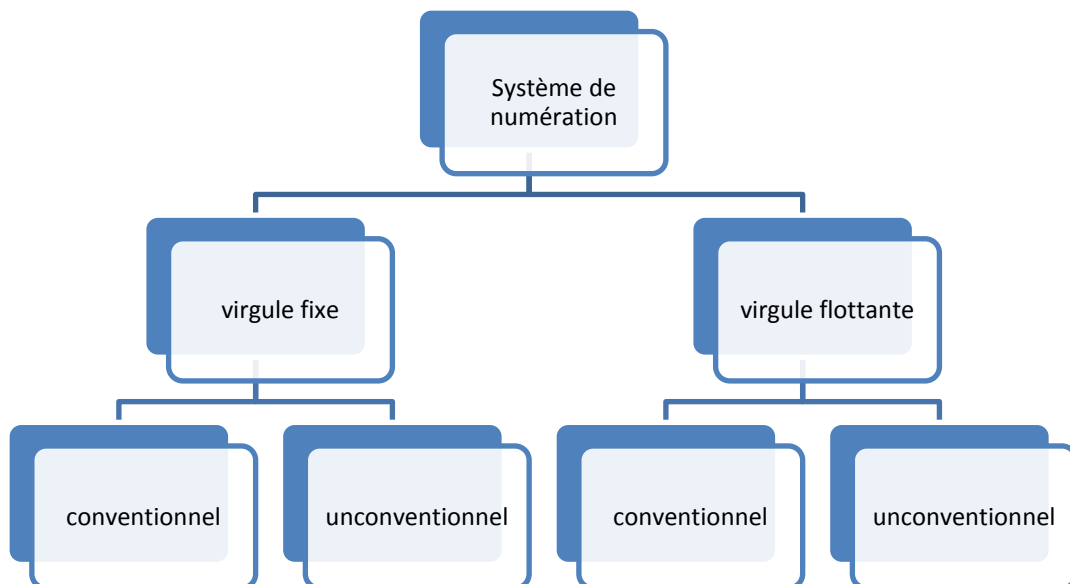 Système de
numération
virgule fixe
virgule flottante
conventionnel
unconventionnel
conventionnel
unconventionnel